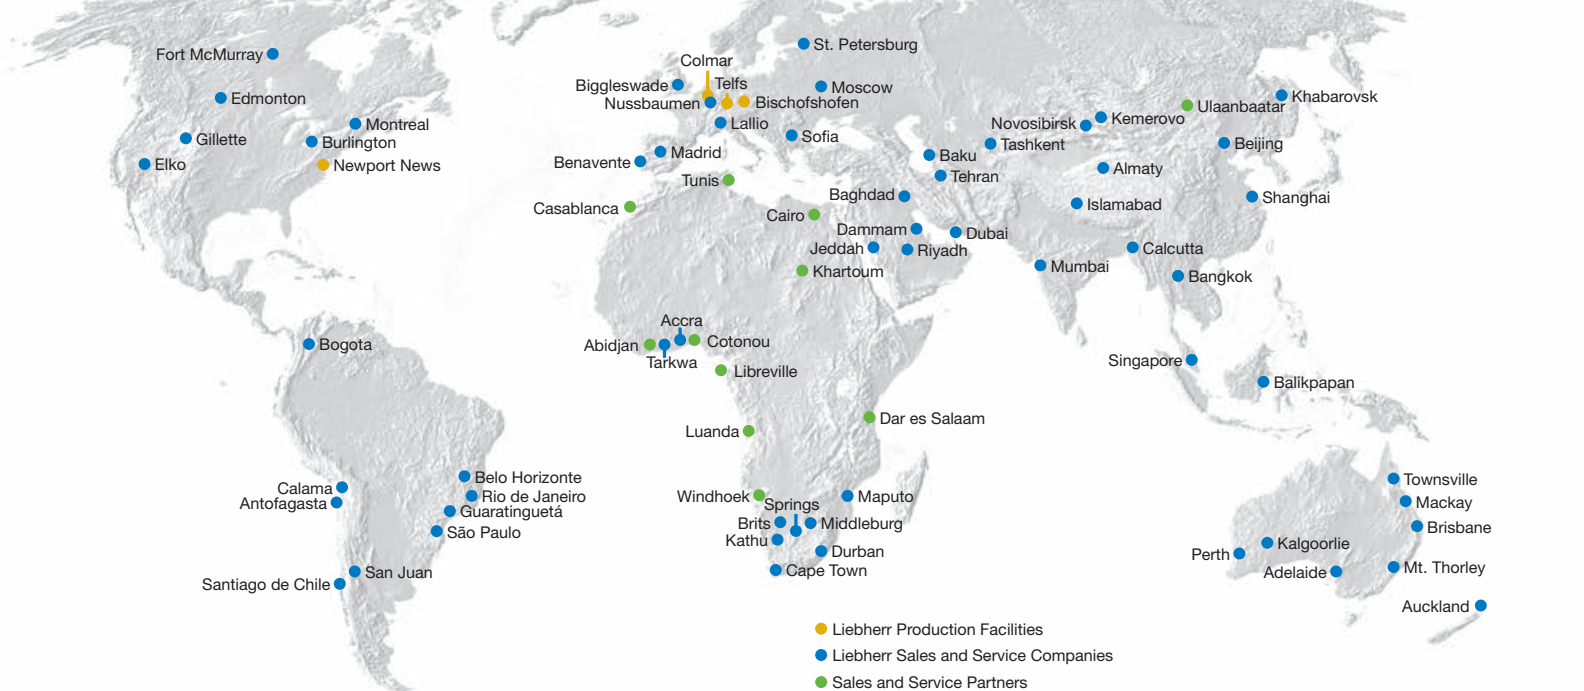 Fort McMurray
Edmonton
Gillette
Elko
Montreal
Burlington
Newport News
Bogota
Calama
Antofagasta
Belo Horizonte
Rio de Janeiro
Guaratinguetá
São Paulo
San Juan
Santiago de Chile
St. Petersburg
Colmar
Telfs
Biggleswade
Moscow
Nussbaumen
Bischofshofen
Lallio
Sofia
Madrid
Benavente
Tunis
Casablanca
Cairo
Khartoum
Accra
Abidjan
Cotonou
Tarkwa
Libreville
Luanda
Dar es Salaam
Windhoek
Springs
Maputo
Brits
Middleburg
Kathu
Durban
Cape Town
Baku
Tehran
Baghdad
Dammam
Dubai
Jeddah
Riyadh
Khabarovsk
Ulaanbaatar
Kemerovo
Novosibirsk
Tashkent
Beijing
Almaty
Shanghai
Islamabad
Calcutta
Mumbai
Bangkok
Singapore
Balikpapan
Townsville
Mackay
Brisbane
Kalgoorlie
Perth
Adelaide
Mt. Thorley
Auckland
Liebherr Production Facilities
Liebherr Sales and Service Companies
Sales and Service Partners